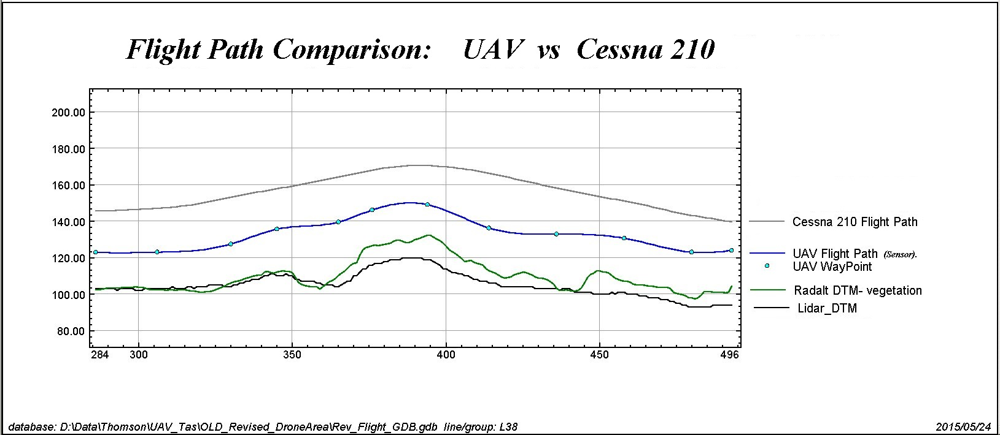 Flight Path Comparison: UAV vs Cessna 210
200.00
180.00
160.00
140.00
120.00
100.00
80.00
284 300 350 400 450 496
Cessna 210 Flight Path
UAV Flight Path (Sensor).
UAV WayPoint
Radalt DTM- vegetation
Lidar_DTM
database: D:\Data\Thomson\UAV_Tas\OLD_Revised_DroneArea\Rev_Flight_GDB.gdb line/group: L38 2015/05/24